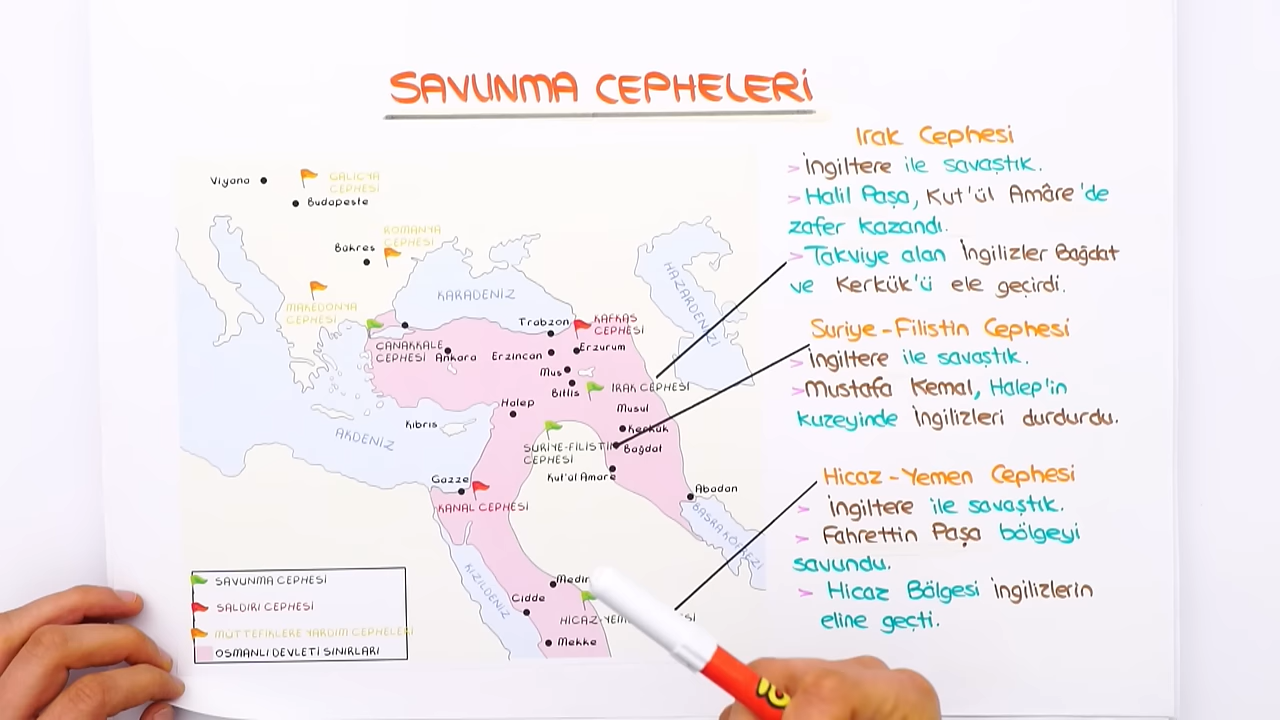 SAVUNMA CEPHELERİ
Irak Cephesi
> İngiltere ile savaştık.
> Halil Paşa, Kut'ül Amâre'de
zafer kazandı.
> Takviye alan İngilizler Bağdat
ve Kerkük'ü ele geçirdi.
Suriye-Filistin Cephesi
> İngiltere ile savaştık.
> Mustafa Kemal, Halep'in
kuzeyinde İngilizleri durdurdu.
Hicaz-Yemen Cephesi
> İngiltere ile savaştık.
> Fahrettin Paşa bölgeyi
savundu.
> Hicaz Bölgesi ingilizlerin
eline geçti.
Viyana
GALİÇYA
CEPHESİ
Budapeşte
ROMANYA
CEPHESİ
Bükreş
MAKEDONYA
CEPHESİ
KARADENİZ
HAZARDENİZİ
Trabzon
KAFKAS
CEPHESİ
ÇANAKKALE
CEPHESİ
Ankara
Erzincan
Erzurum
Mus
Bitlis
IRAK CEPHESİ
Halep
Musul
Kıbrıs
Kerkük
AKDENİZ
SURİYE-FİLİSTİN
CEPHESİ
Bağdat
Kut'ül Amare
Gazze
Abadan
KANAL CEPHESİ
BASRA KÖRFEZİ
KIZILDENİZ
Cidde
Mekke
SAVUNMA CEPHESİ
SALDIRI CEPHESİ
MÜTTEFİKLERE YARDIM CEPHELERİ
OSMANLI DEVLETİ SINIRLARI